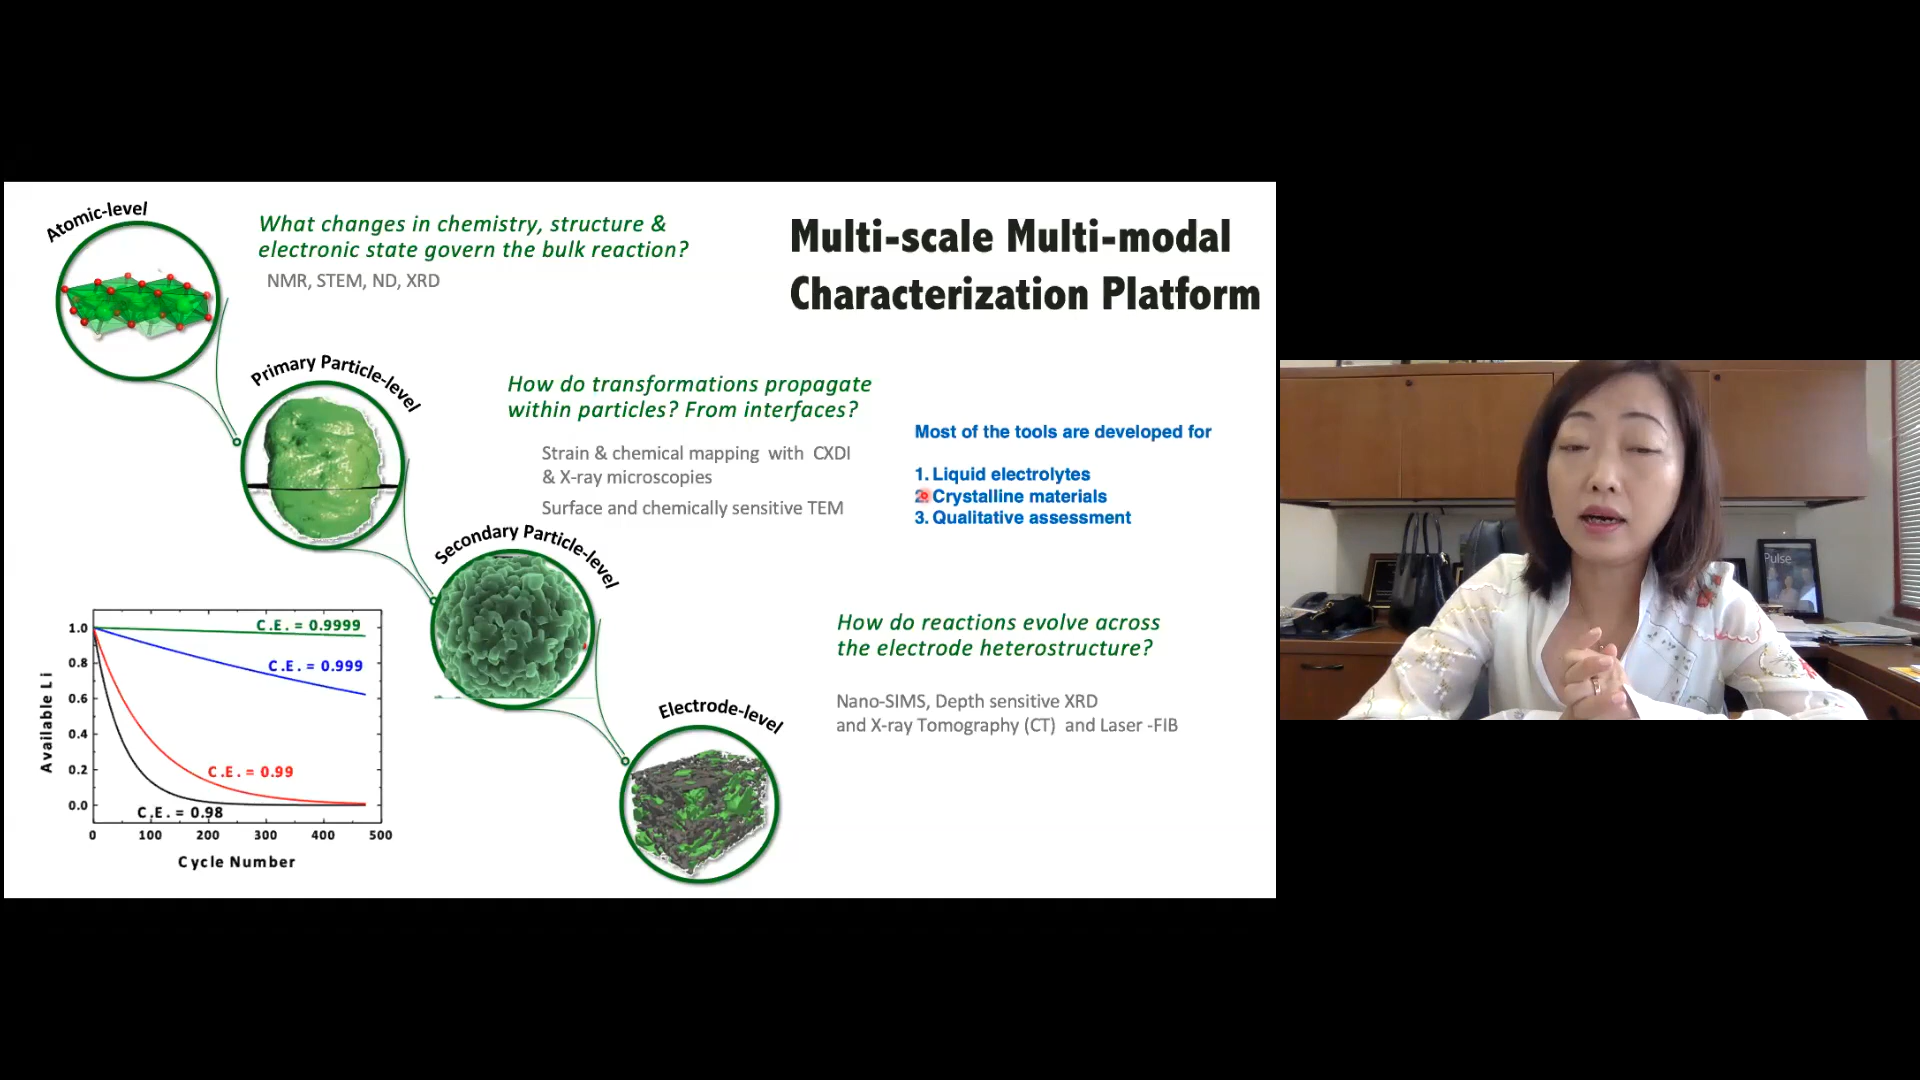 Multi-scale Multi-modal
Characterization Platform
Atomic-level
What changes in chemistry, structure &
electronic state govern the bulk reaction?
NMR, STEM, ND, XRD
Primary Particle-level
How do transformations propagate
within particles? From interfaces?
Strain & chemical mapping with CXDI
& X-ray microscopies
Surface and chemically sensitive TEM
Most of the tools are developed for
1. Liquid electrolytes
2. Crystalline materials
3. Qualitative assessment
Secondary Particle-level
How do reactions evolve across
the electrode heterostructure?
Nano-SIMS, Depth sensitive XRD
and X-ray Tomography (CT) and Laser -FIB
Electrode-level
Available Li
1.0
0.8
0.6
0.4
0.2
0.0
C.E. = 0.9999
C.E. = 0.999
C.E. = 0.99
C.E. = 0.98
0 100 200 300 400 500
Cycle Number
Pulse